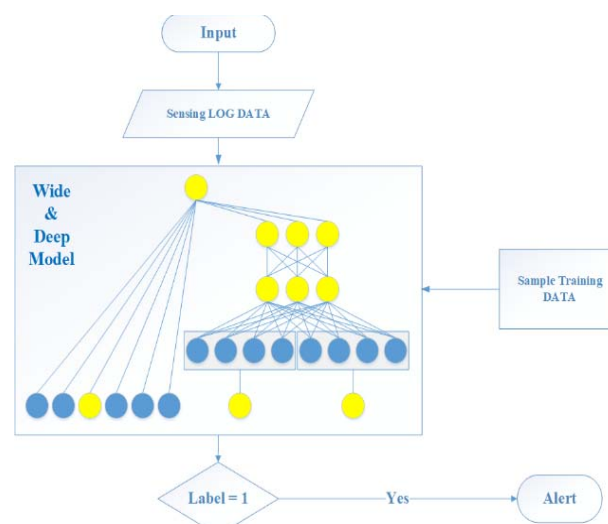 Input
Sensing LOG DATA
Wide
&
Deep
Model
Sample Training
DATA
Label = 1
Yes
Alert